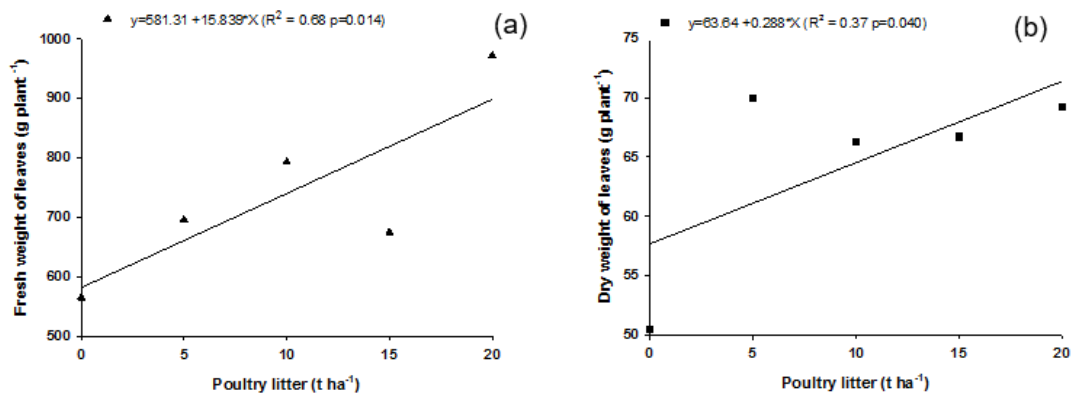 y=581.31 +15.839*X (R² = 0.68 p=0.014)
(a)
1000
900
800
700
600
500
Fresh weight of leaves (g plant⁻¹)
0 5 10 15 20
Poultry litter (t ha⁻¹)
y=63.64 +0.288*X (R² = 0.37 p=0.040)
(b)
75
70
65
60
55
50
Dry weight of leaves (g plant⁻¹)
0 5 10 15 20
Poultry litter (t ha⁻¹)